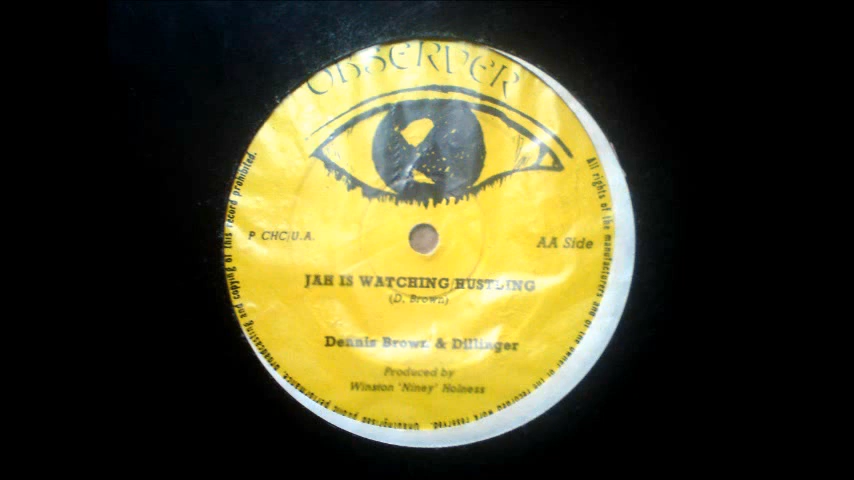 OBSERVER
P. CHC/U.A.
AA Side
JAH IS WATCHING/HUSTLING
(D. Brown)
Dennis Brown & Dillinger
Produced by
Winston 'Niney' Holness
All rights of the manufacturers and of the owner of the recorded work reserved. Unauthorised public performance, broadcasting and copying of this record prohibited.